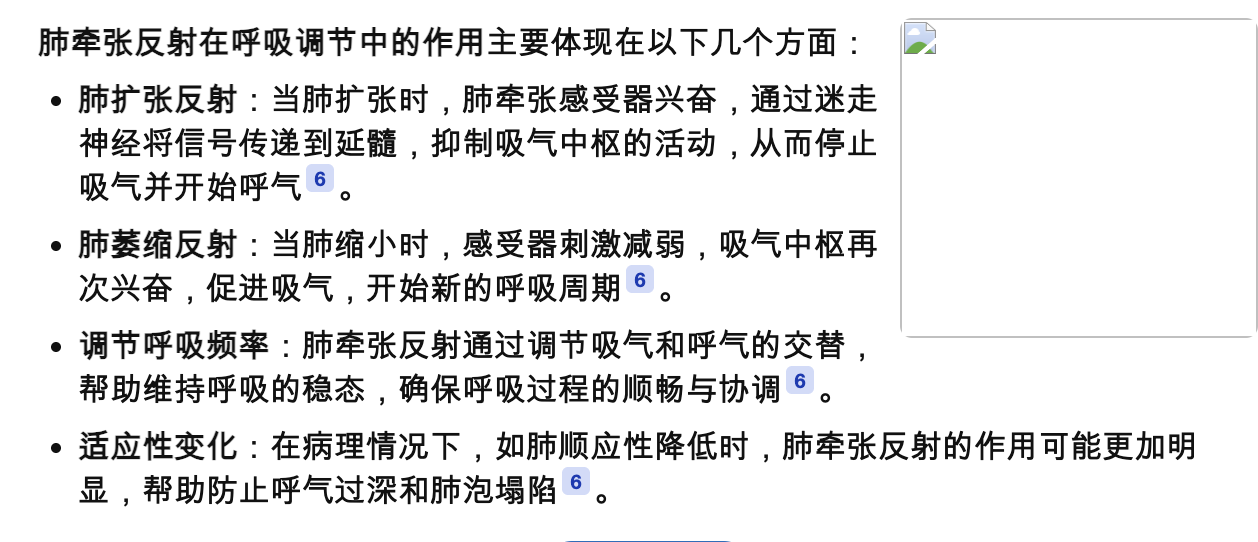 肺牵张反射在呼吸调节中的作用主要体现在以下几个方面：
• 肺扩张反射：当肺扩张时，肺牵张感受器兴奋，通过迷走
神经将信号传递到延髓，抑制吸气中枢的活动，从而停止
吸气并开始呼气 6 。
• 肺萎缩反射：当肺缩小时，感受器刺激减弱，吸气中枢再
次兴奋，促进吸气，开始新的呼吸周期 6 。
• 调节呼吸频率：肺牵张反射通过调节吸气和呼气的交替，
帮助维持呼吸的稳态，确保呼吸过程的顺畅与协调 6 。
• 适应性变化：在病理情况下，如肺顺应性降低时，肺牵张反射的作用可能更加明
显，帮助防止呼气过深和肺泡塌陷 6 。